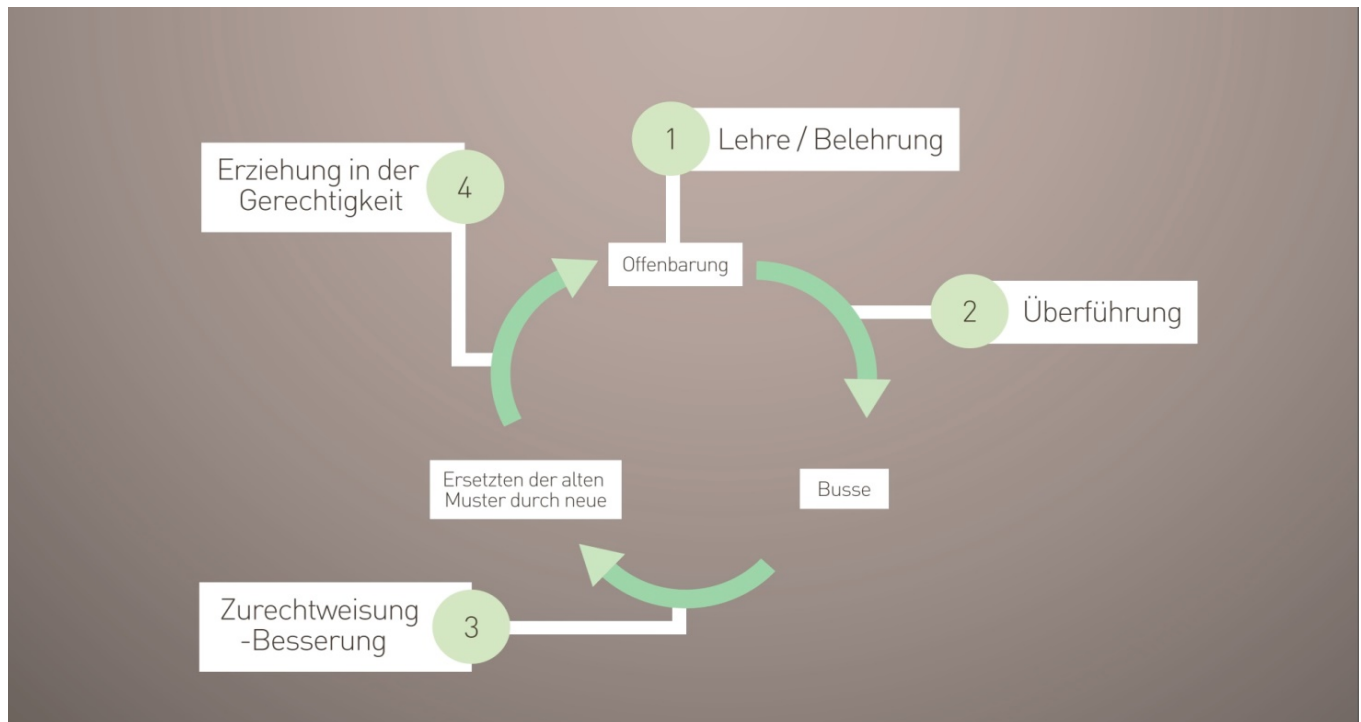 1
Lehre / Belehrung
Erziehung in der
Gerechtigkeit
4
Offenbarung
2
Überführung
Ersetzten der alten
Muster durch neue
Busse
Zurechtweisung
-Besserung
3